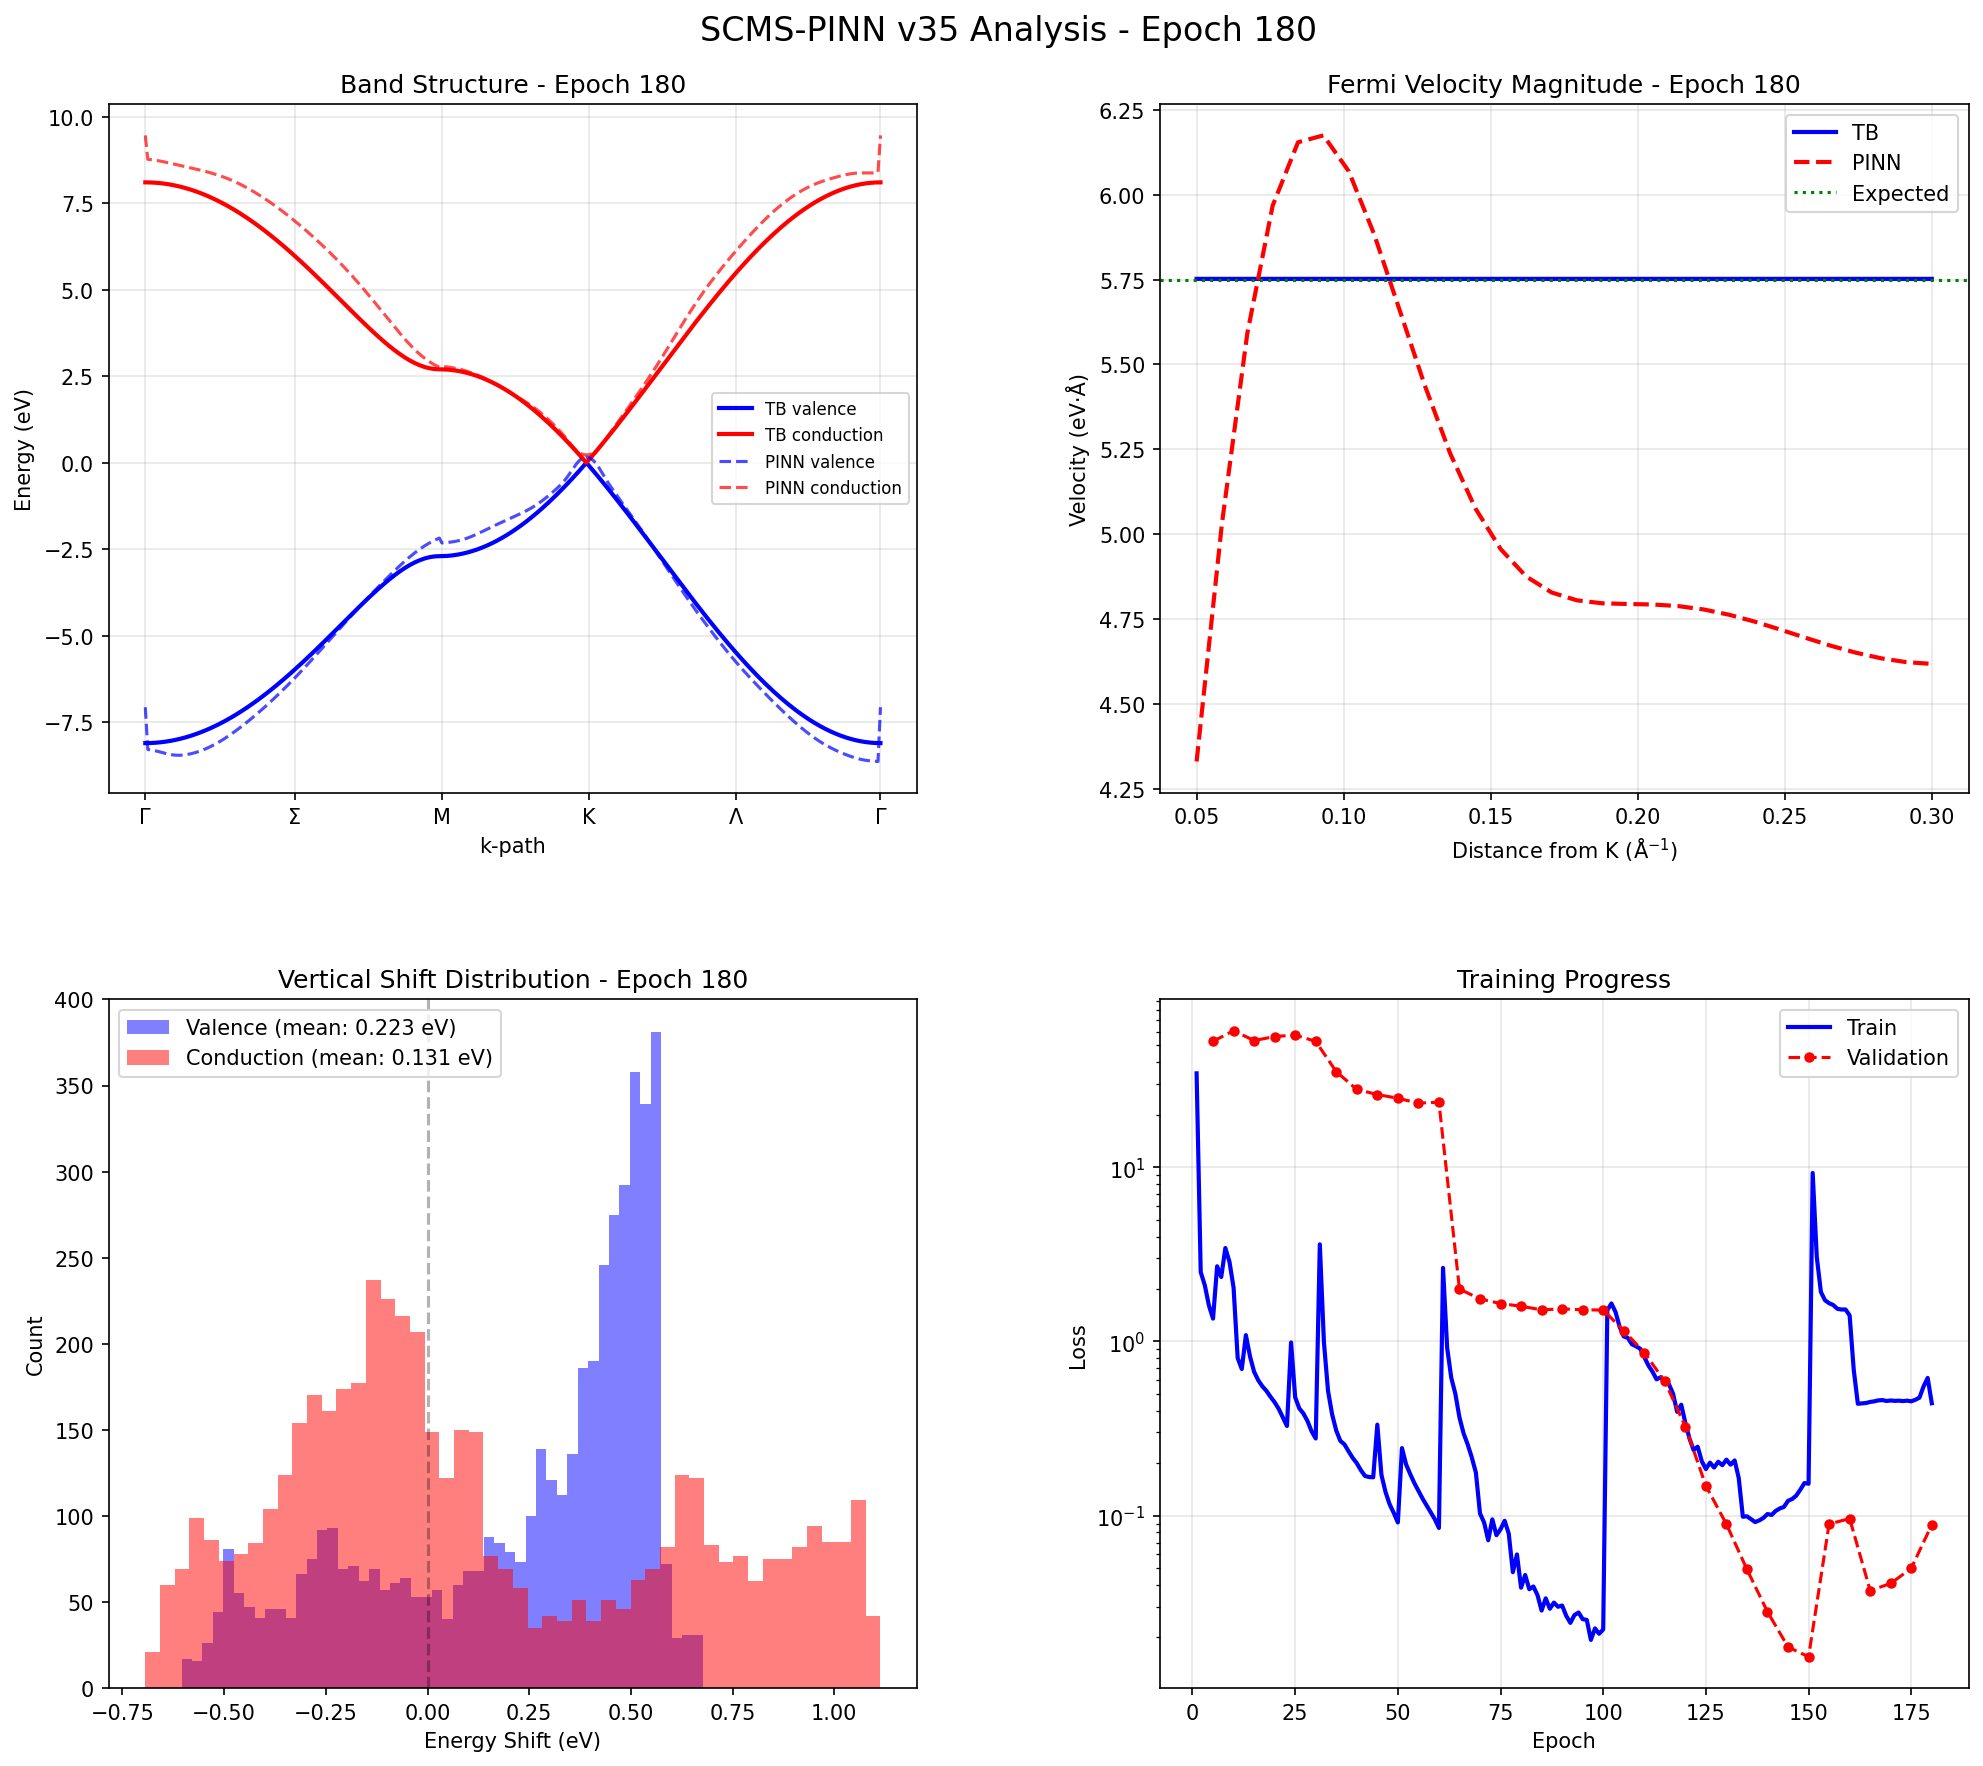 SCMS-PINN v35 Analysis - Epoch 180
Band Structure - Epoch 180
Energy (eV)
10.0
7.5
5.0
2.5
0.0
−2.5
−5.0
−7.5
TB valence
TB conduction
PINN valence
PINN conduction
Γ Σ M K Λ Γ
k-path
Fermi Velocity Magnitude - Epoch 180
Velocity (eV·Å)
6.25
6.00
5.75
5.50
5.25
5.00
4.75
4.50
4.25
TB
PINN
Expected
0.05 0.10 0.15 0.20 0.25 0.30
Distance from K (Å⁻¹)
Vertical Shift Distribution - Epoch 180
Count
400
350
300
250
200
150
100
50
0
Valence (mean: 0.223 eV)
Conduction (mean: 0.131 eV)
−0.75 −0.50 −0.25 0.00 0.25 0.50 0.75 1.00
Energy Shift (eV)
Training Progress
Loss
10¹
10⁰
10⁻¹
Train
Validation
0 25 50 75 100 125 150 175
Epoch